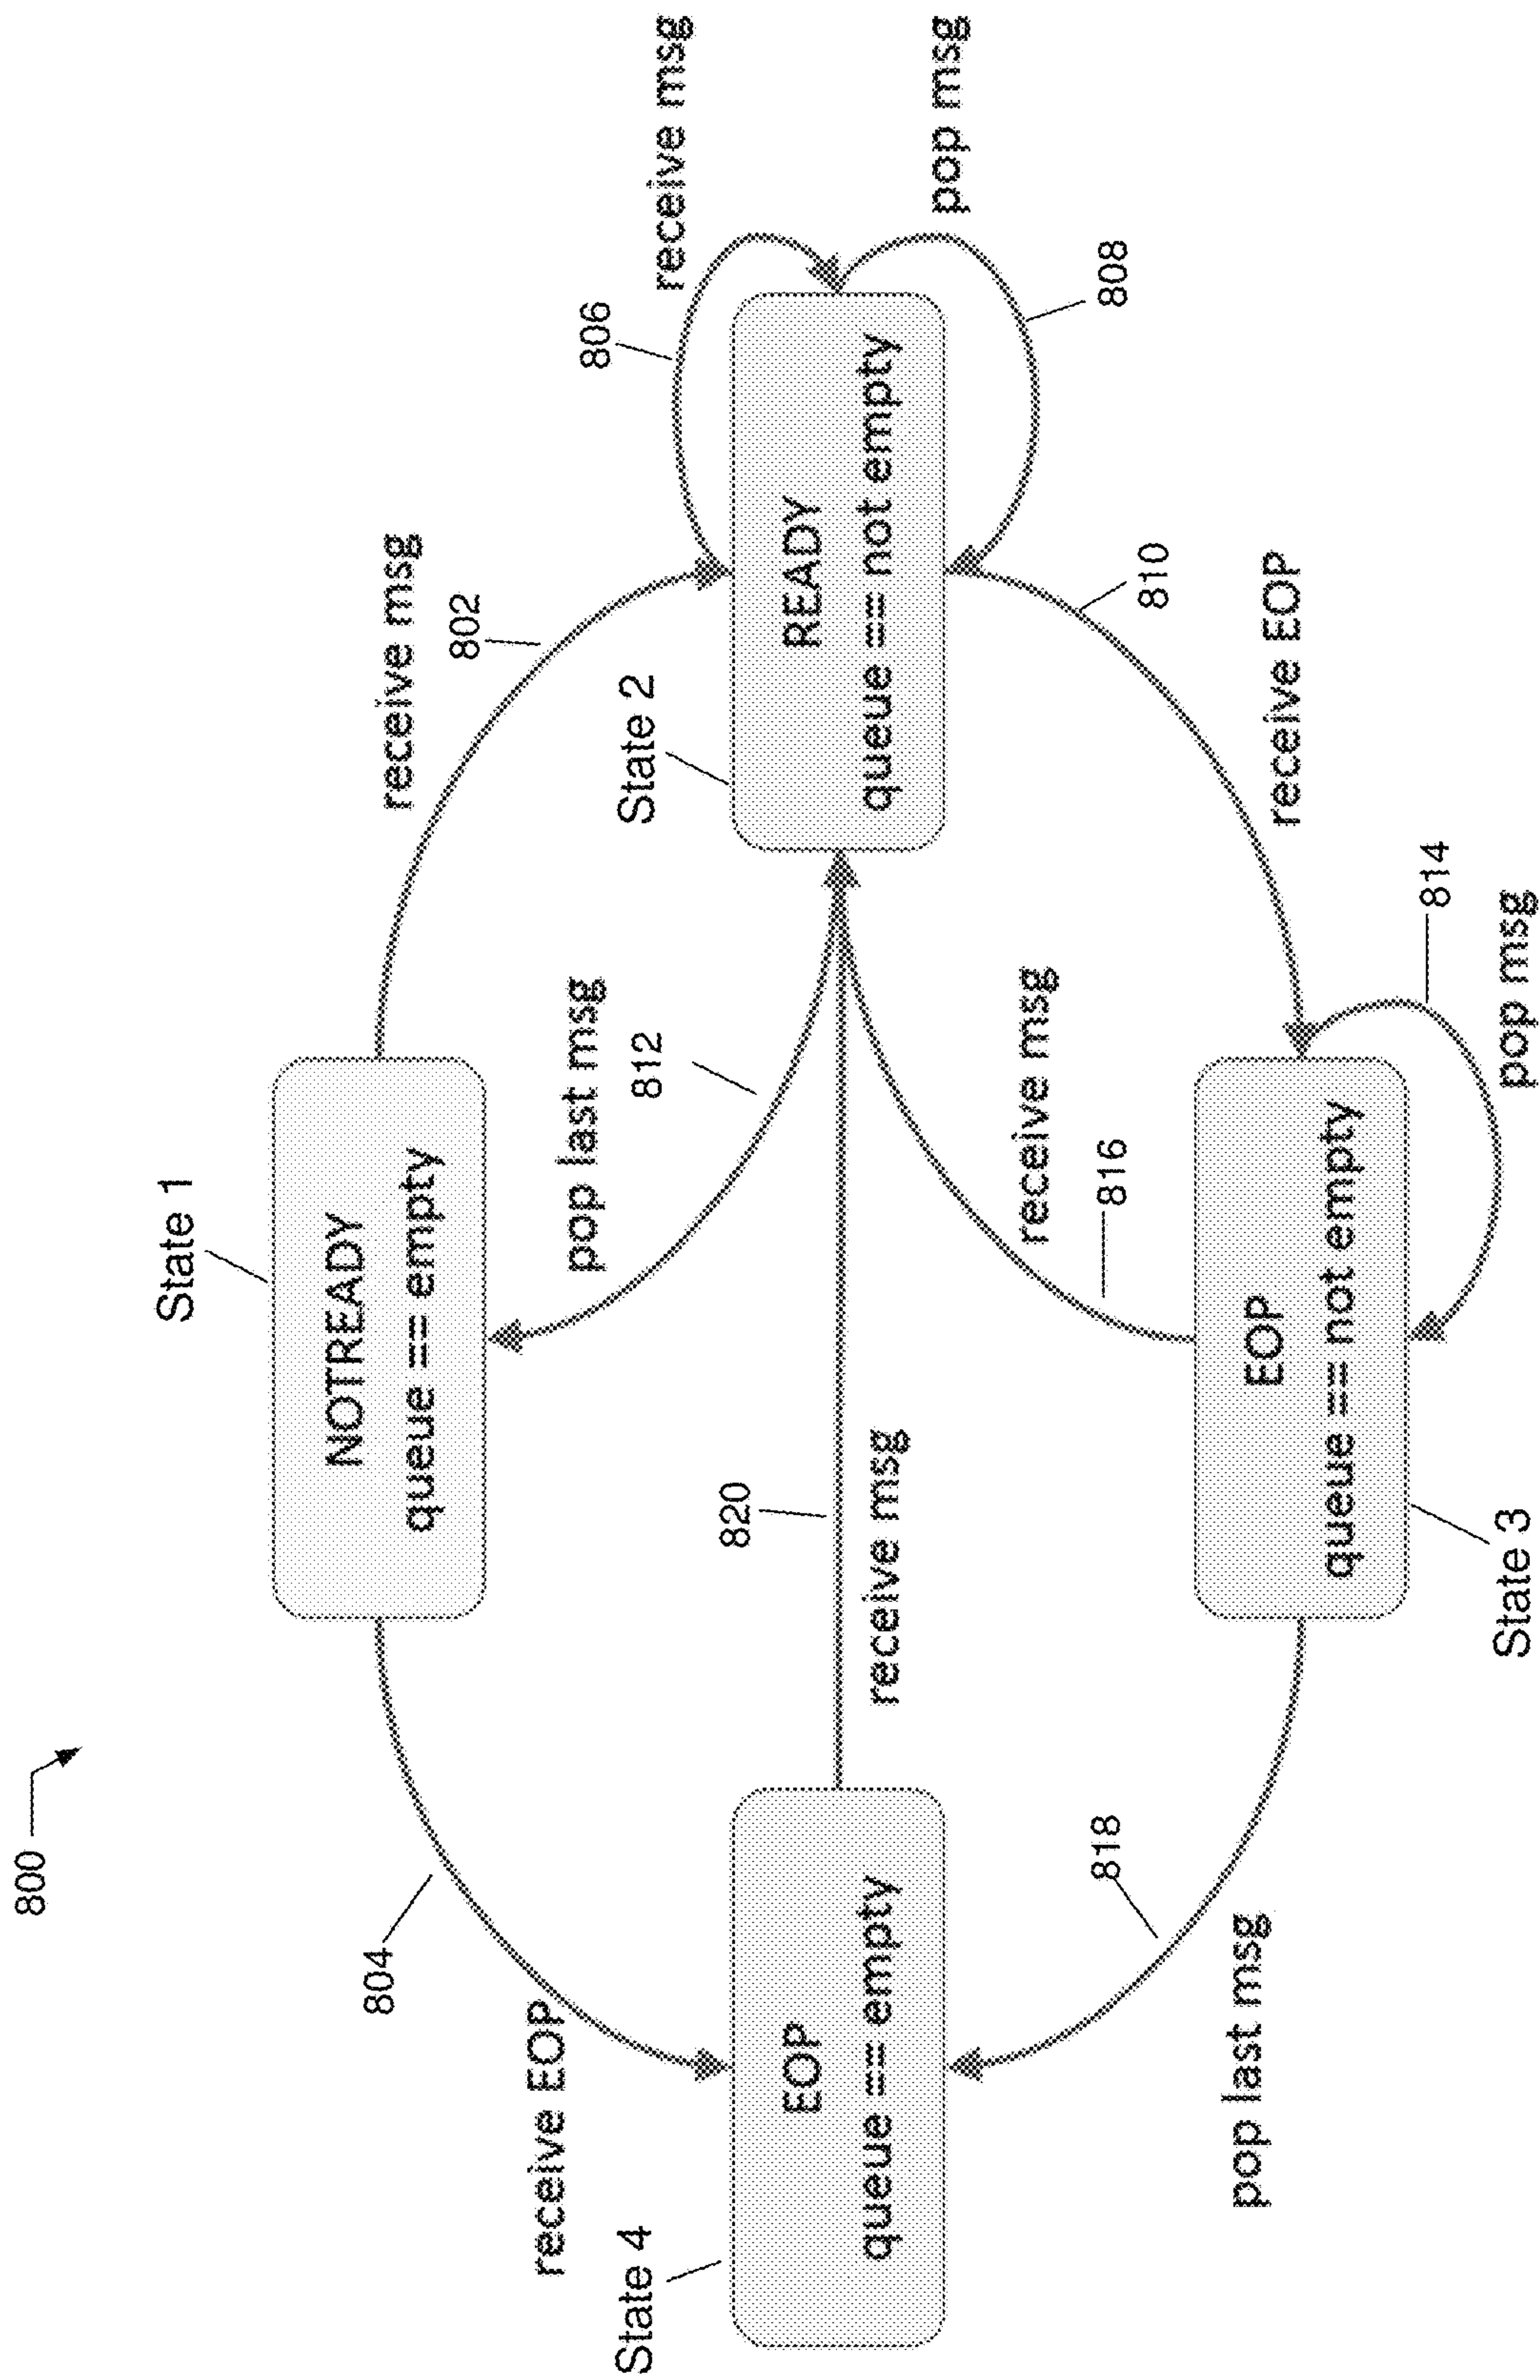 800
State 1
NOTREADY
queue == empty
receive msg
802
804
receive EOP
pop last msg
812
State 2
READY
queue == not empty
806
receive msg
808
pop msg
State 4
EOP
queue == empty
820
receive msg
receive msg
816
810
receive EOP
818
pop last msg
EOP
queue == not empty
State 3
814
pop msg